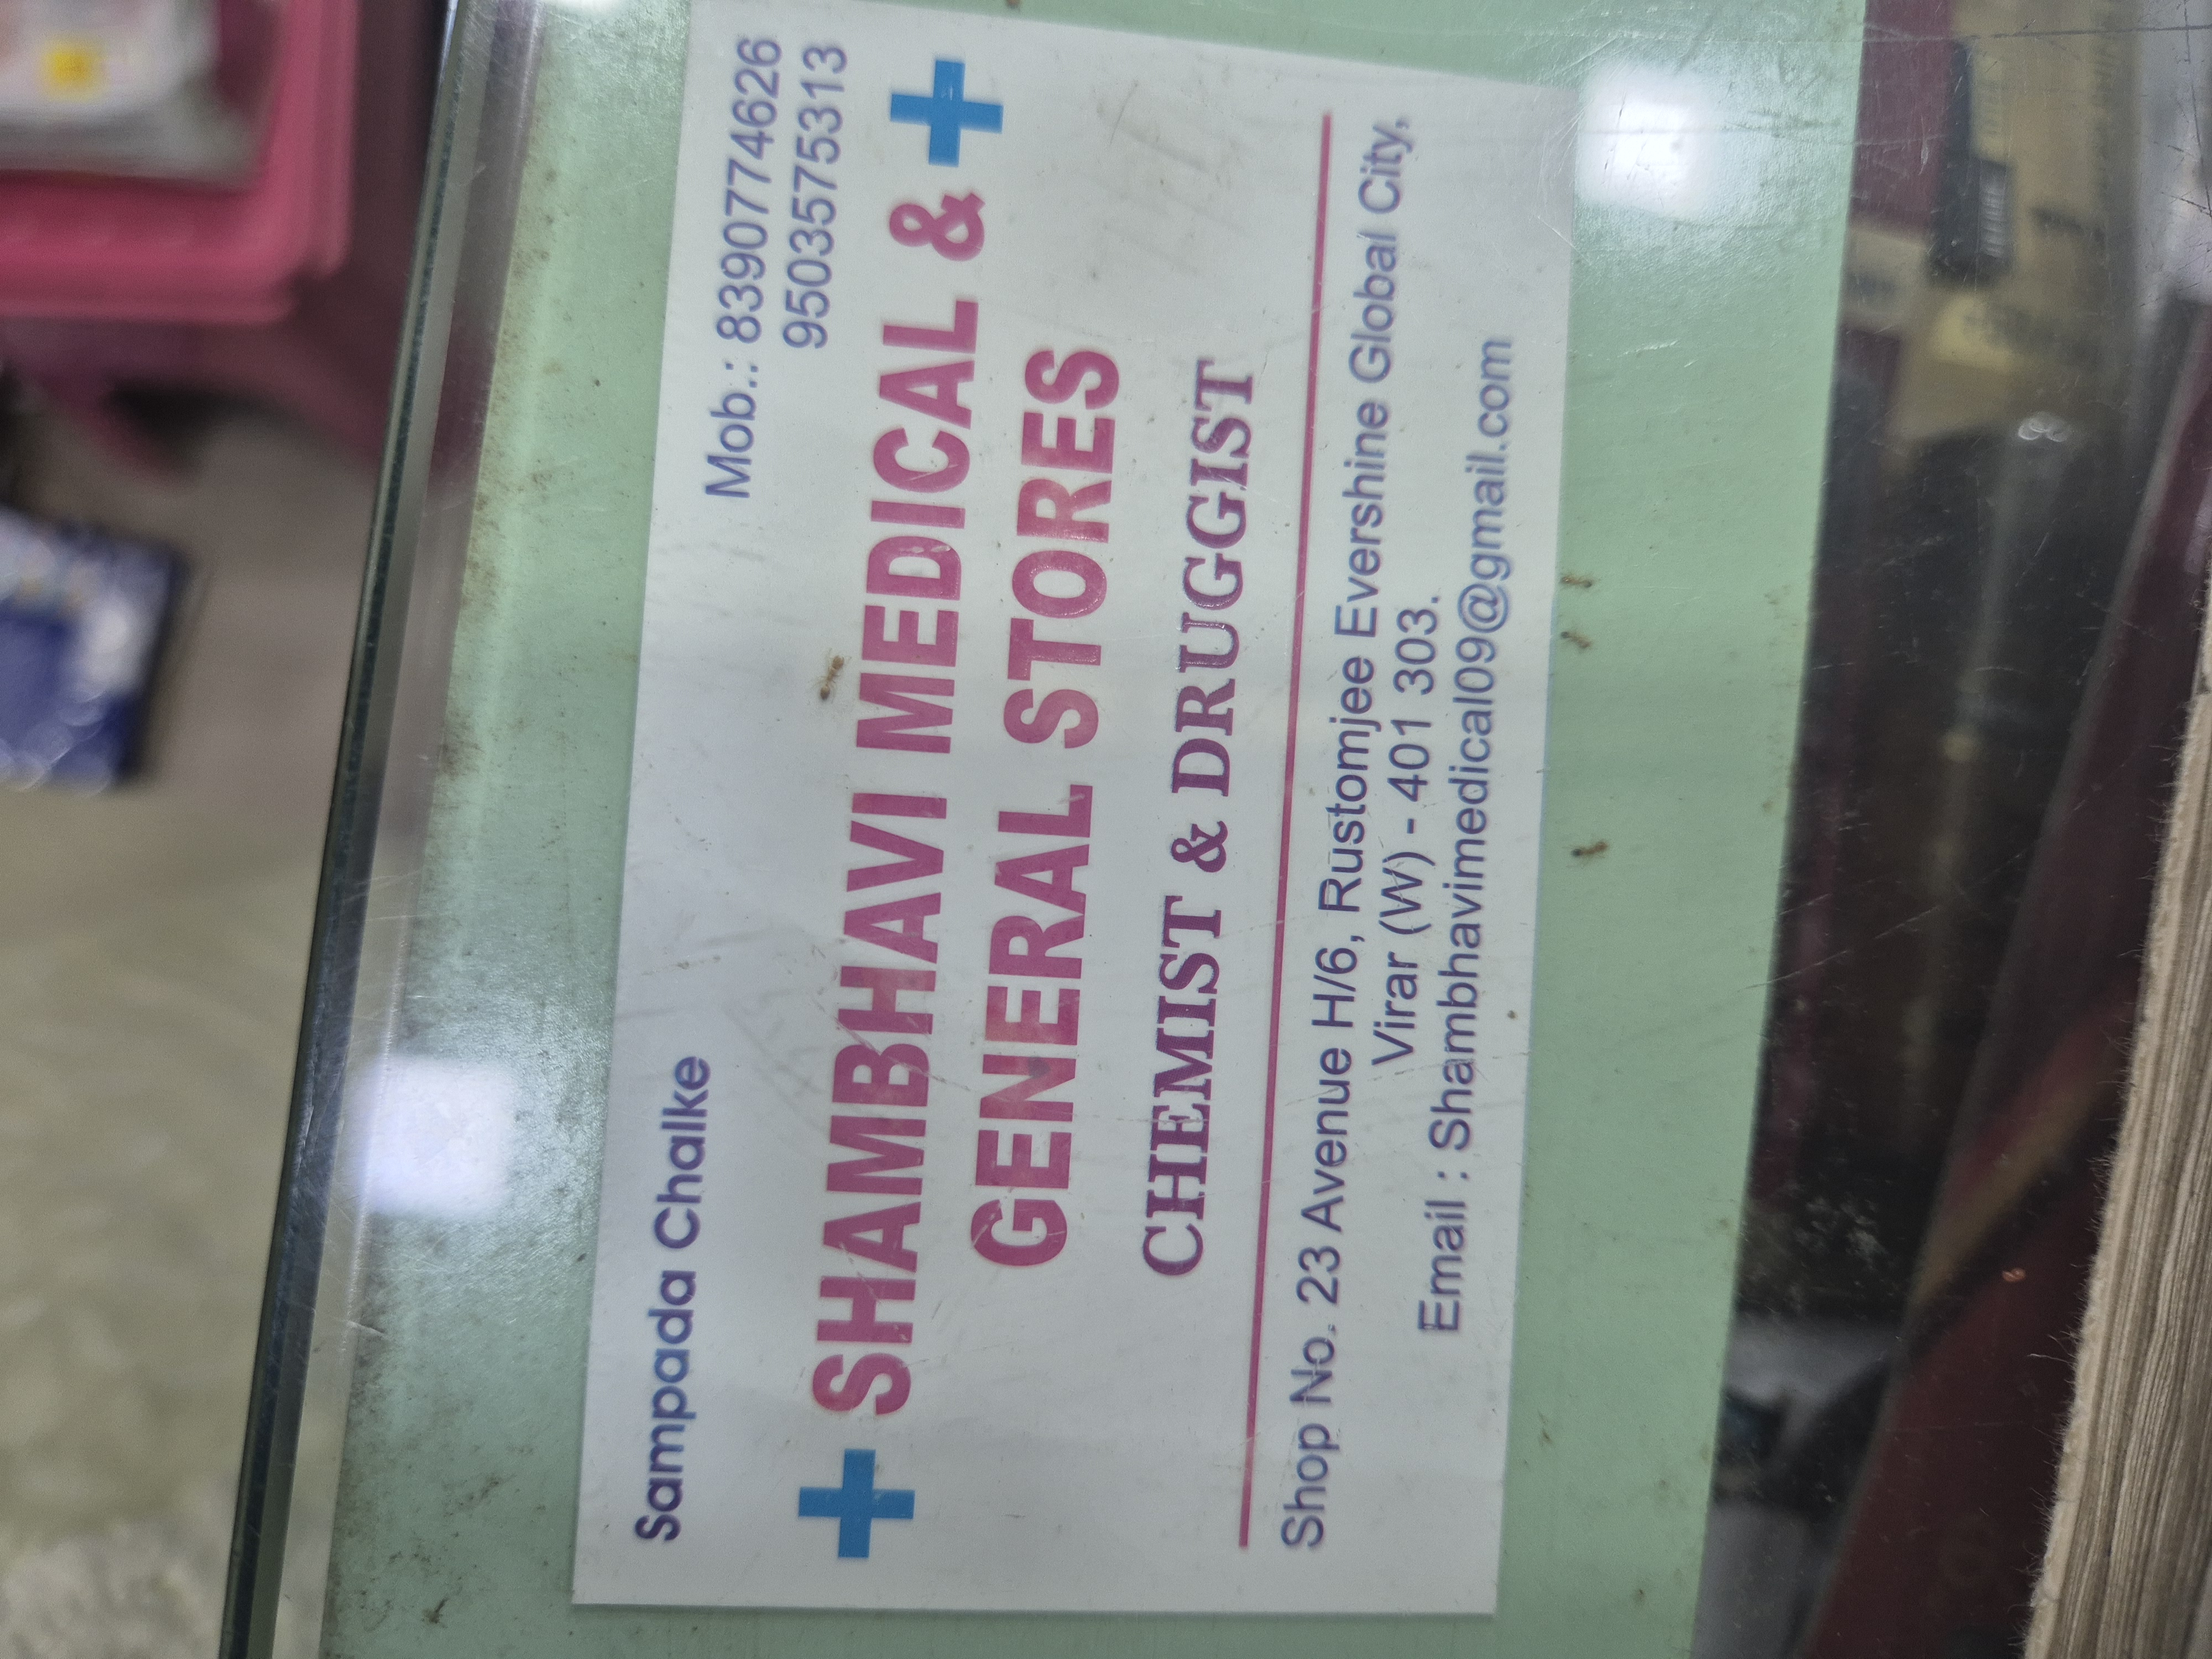 Sampada Chalke
Mob.: 8390774626
9503575313
SHAMBHAVI MEDICAL &
GENERAL STORES
CHEMIST & DRUGGIST
Shop No. 23 Avenue H/6, Rustomjee Evershine Global City,
Virar (W) - 401 303.
Email : Shambhavimedical09@gmail.com